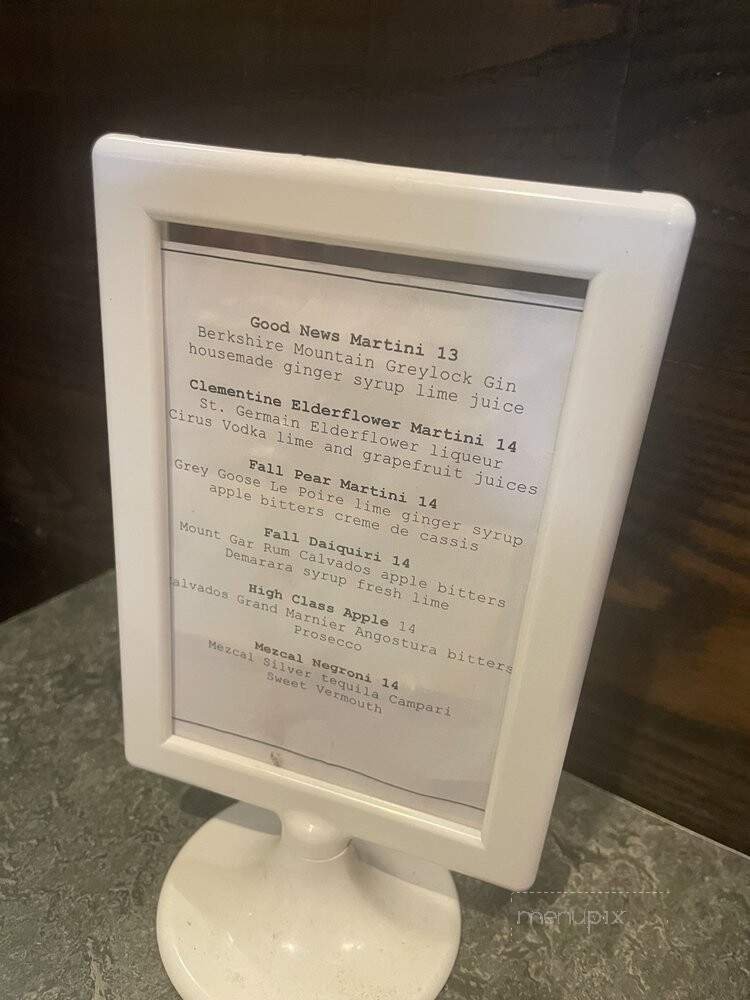 Good News Martini 13
Berkshire Mountain Greylock Gin
housemade ginger syrup lime juice
Clementine Elderflower Martini 14
St. Germain Elderflower liqueur
Cirus Vodka lime and grapefruit juices
Fall Pear Martini 14
Grey Goose Le Poire lime ginger syrup
apple bitters creme de cassis
Fall Daiquiri 14
Mount Gar Rum Calvados apple bitters
Demarara syrup fresh lime
High Class Apple 14
alvados Grand Marnier Angostura bitters
Prosecco
Mezcal Negroni 14
Mezcal Silver tequila Campari
Sweet Vermouth
menupix